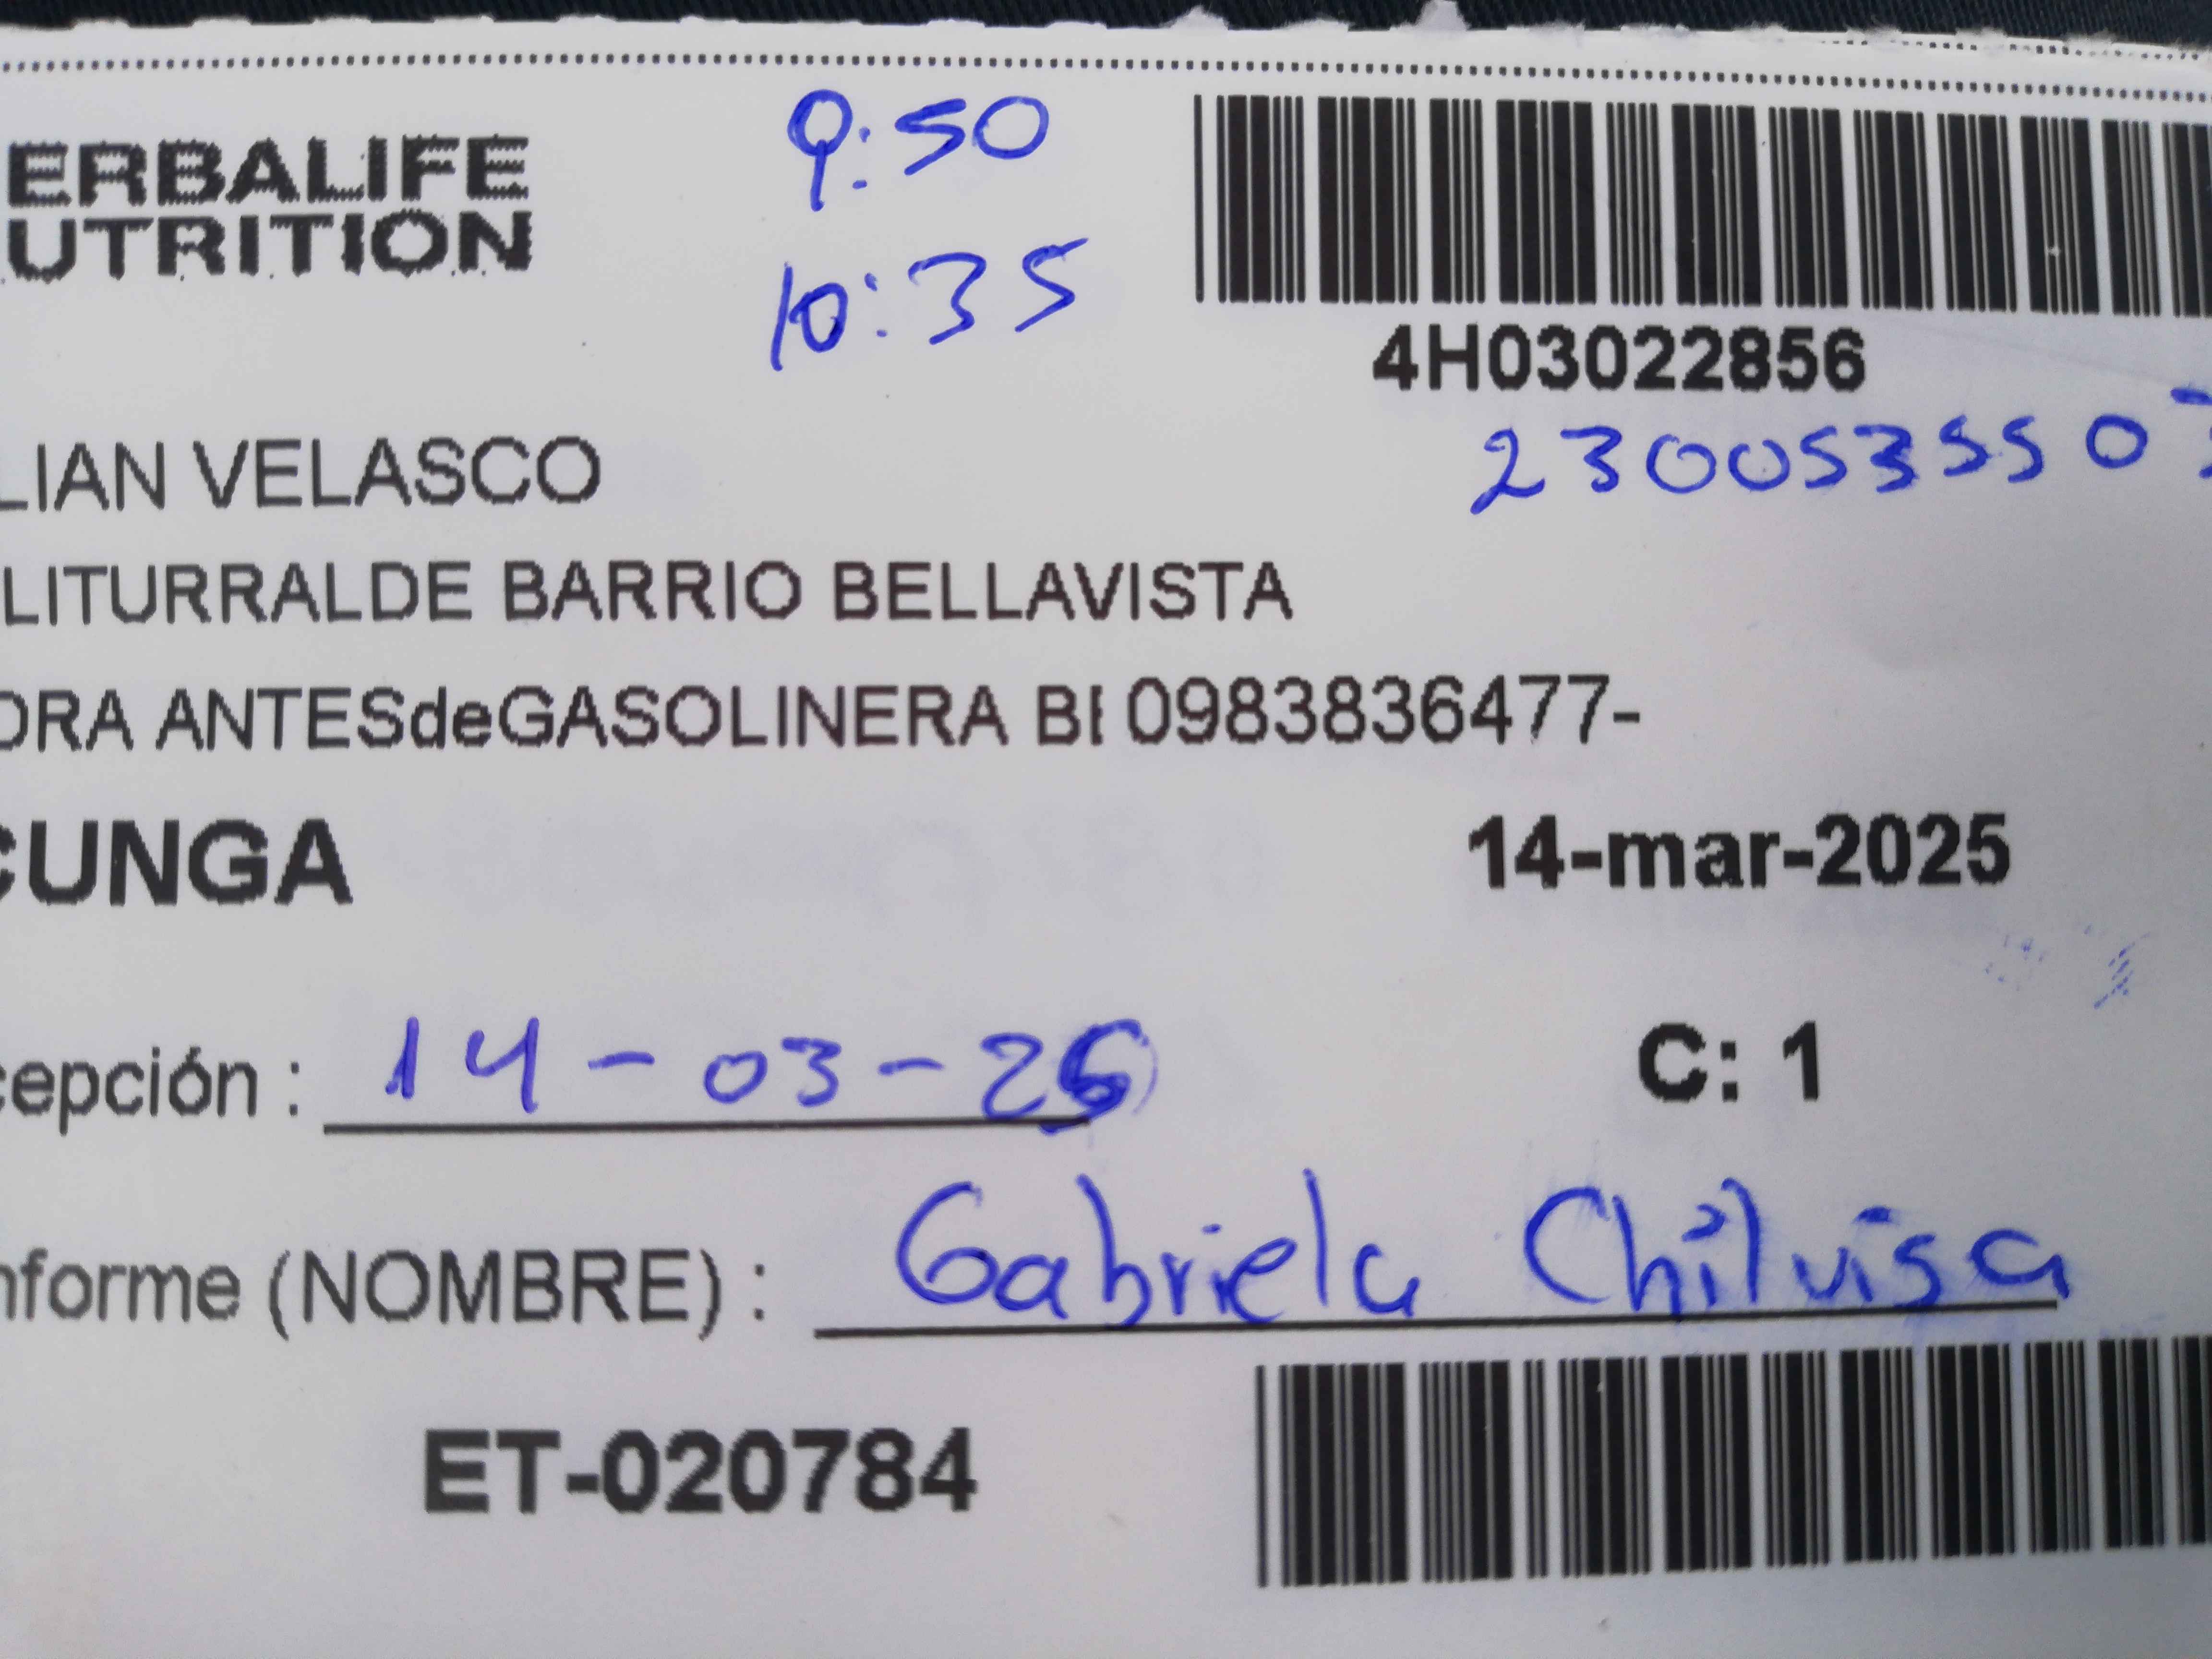 ERBALIFE
UTRITION
9:50
10:35
4H03022856
LIAN VELASCO
LITURRALDE BARRIO BELLAVISTA
ORA ANTESdeGASOLINERA BI 0983836477-
CUNGA 14-mar-2025
cepción : 14-03-25 C: 1
nforme (NOMBRE) : Gabriela Chiluisa
ET-020784